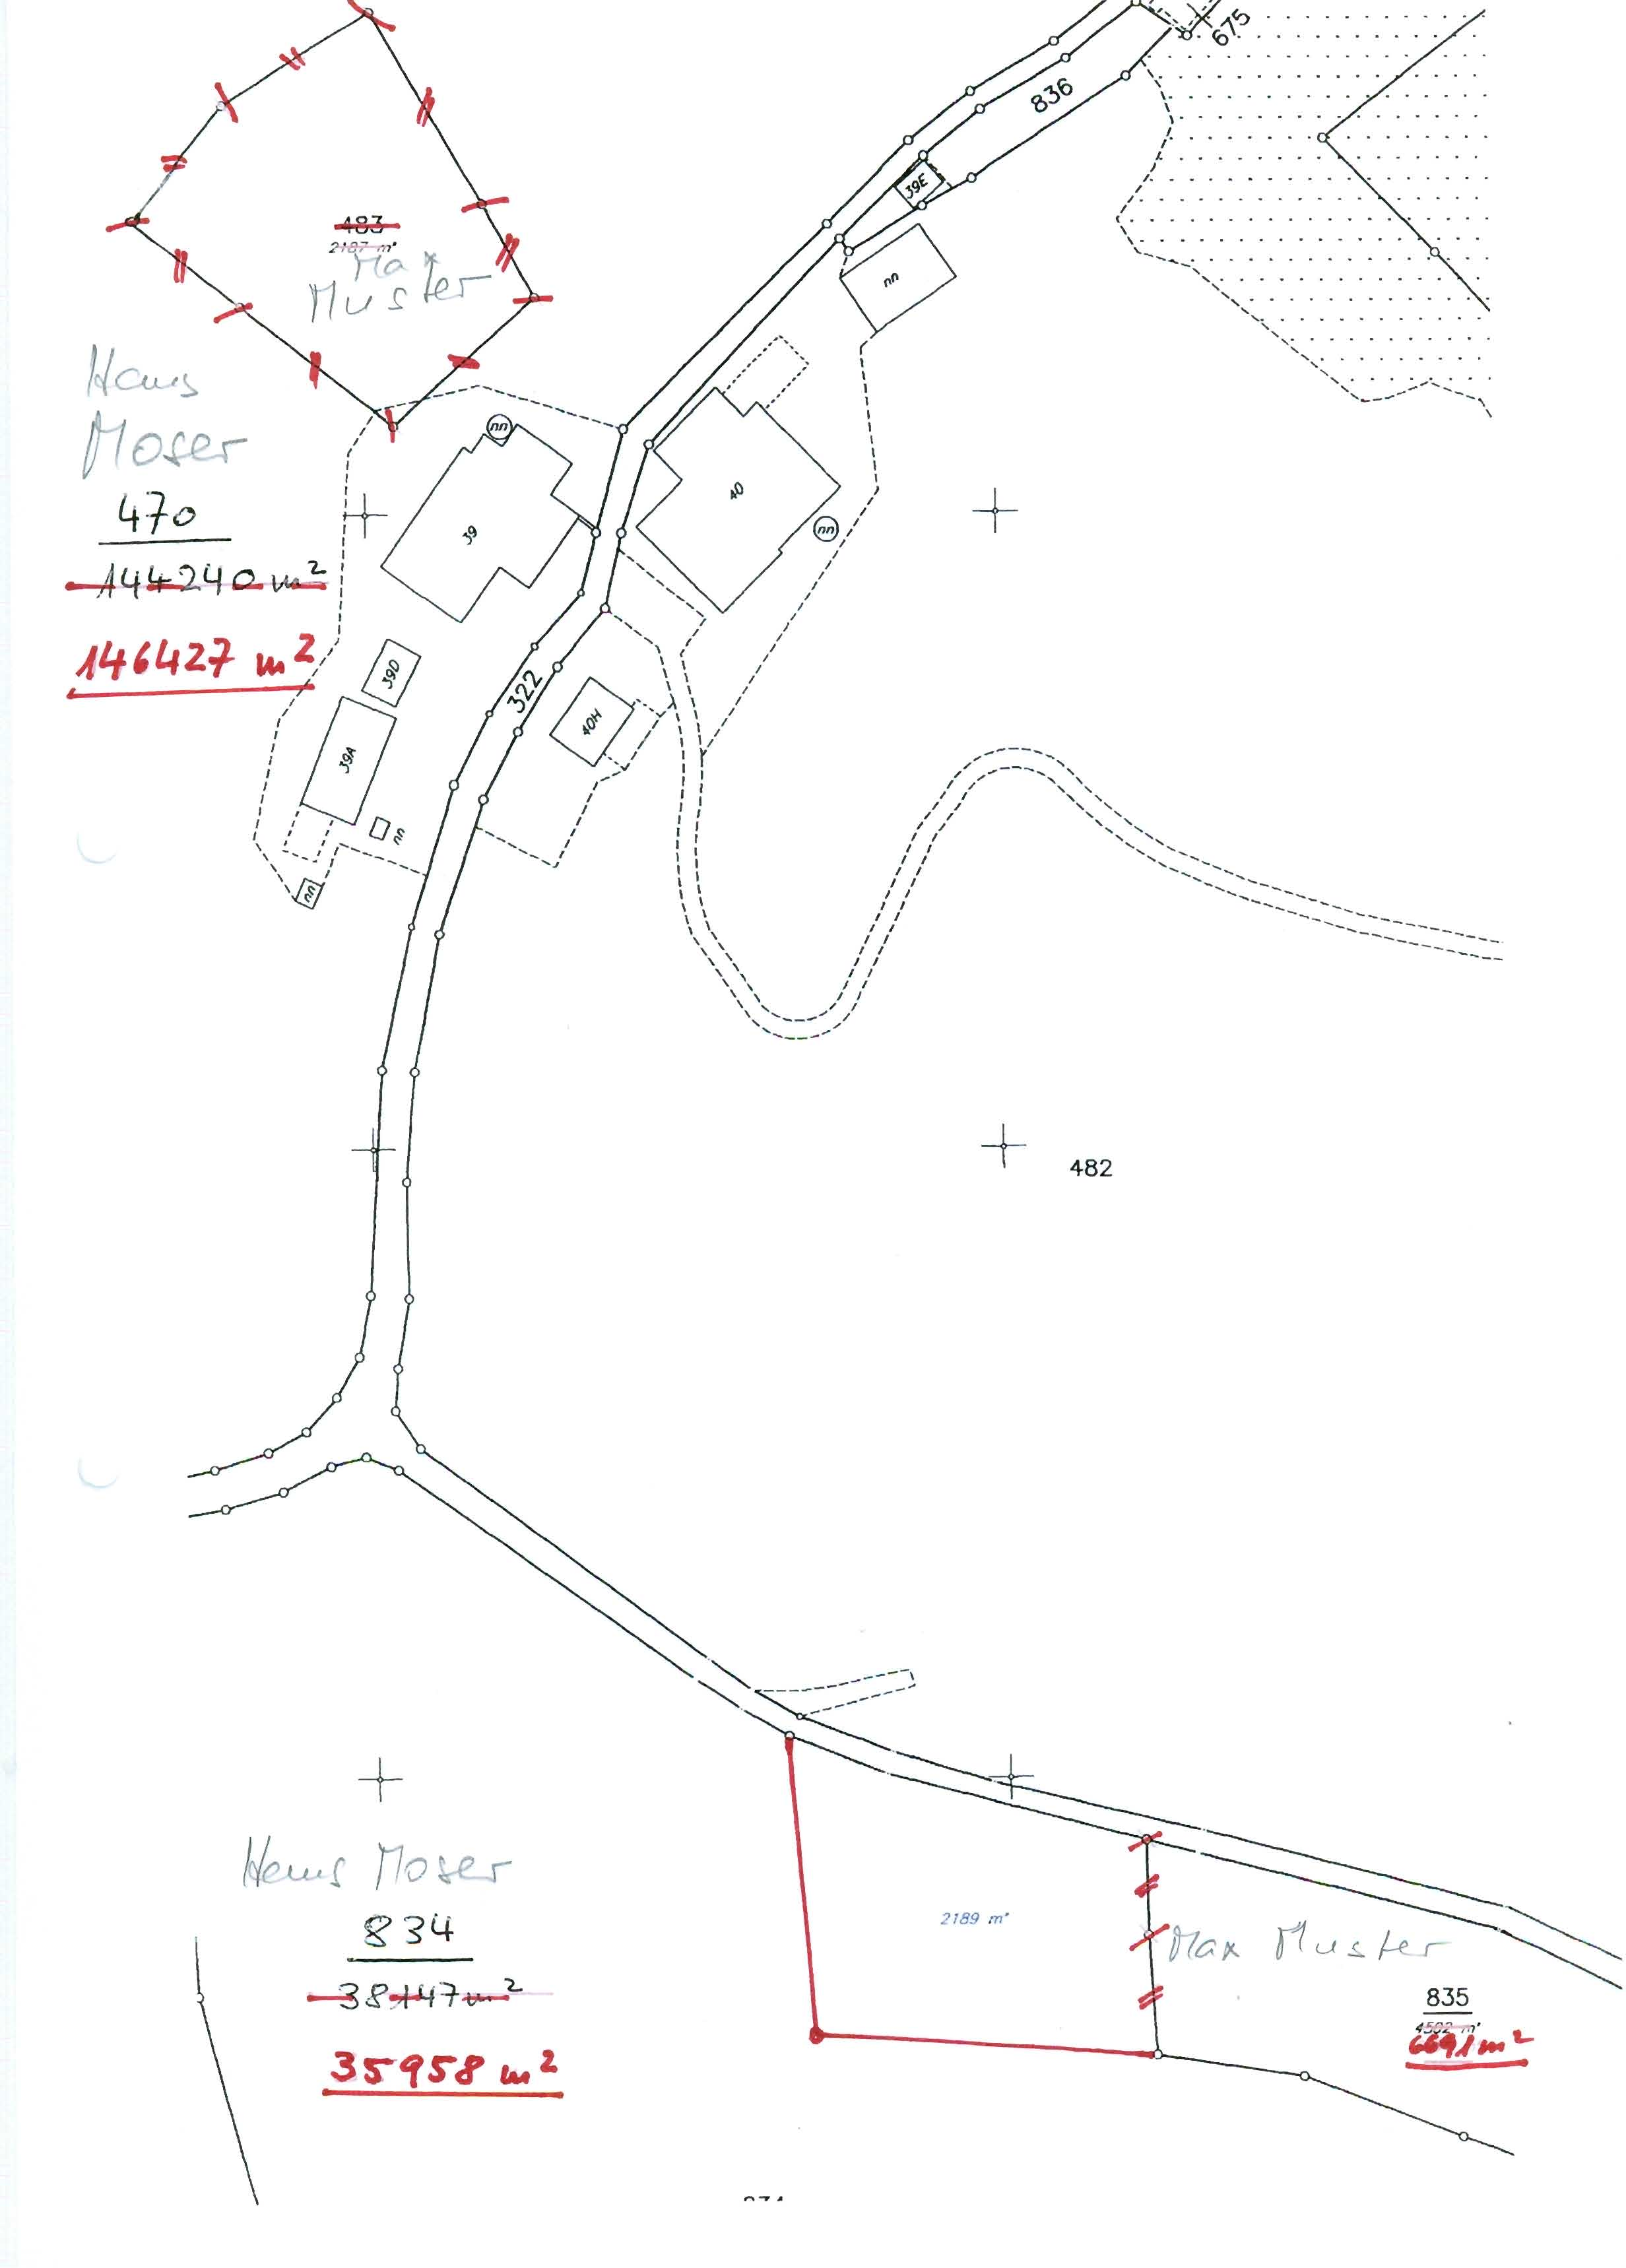 675
836
39E
nn
483
2187 m²
Max
Muster
Hans
Moser
470
144240 m²
146427 m²
nn
39
40
nn
39D
322
40H
39A
nn
nn
482
Hans Moser
834
38147 m²
35958 m²
2189 m²
Max Muster
835
4502 m²
6691 m²